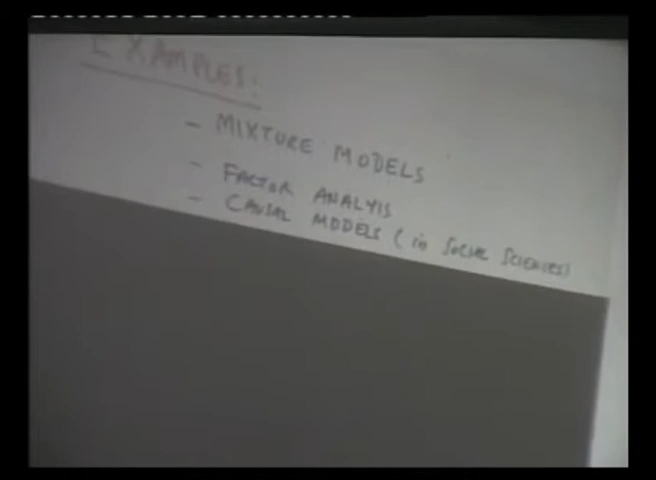 EXAMPLES:
- MIXTURE MODELS
- FACTOR ANALYSIS
- CAUSAL MODELS (in SOCIAL SCIENCES)